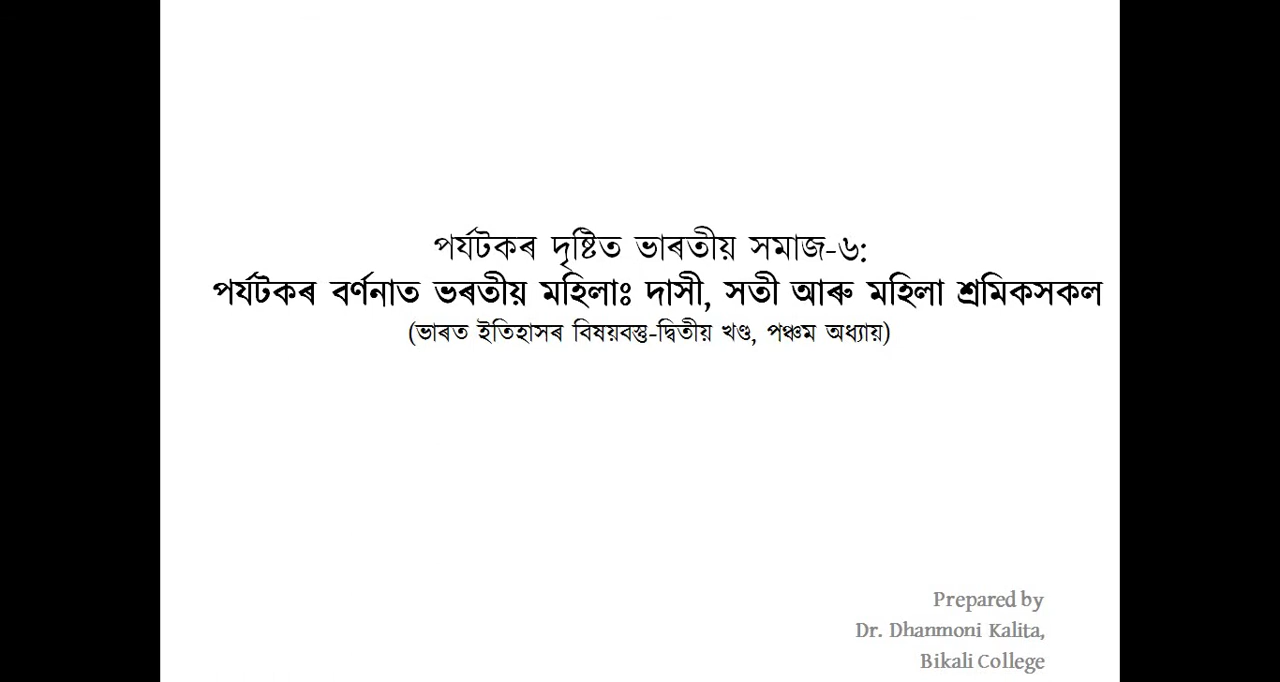 পৰ্যটকৰ দৃষ্টিত ভাৰতীয় সমাজ-৬:
পৰ্যটকৰ বৰ্ণনাত ভৰতীয় মহিলাঃ দাসী, সতী আৰু মহিলা শ্ৰমিকসকল
(ভাৰত ইতিহাসৰ বিষয়বস্তু-দ্বিতীয় খণ্ড, পঞ্চম অধ্যায়)
Prepared by
Dr. Dhanmoni Kalita,
Bikali College